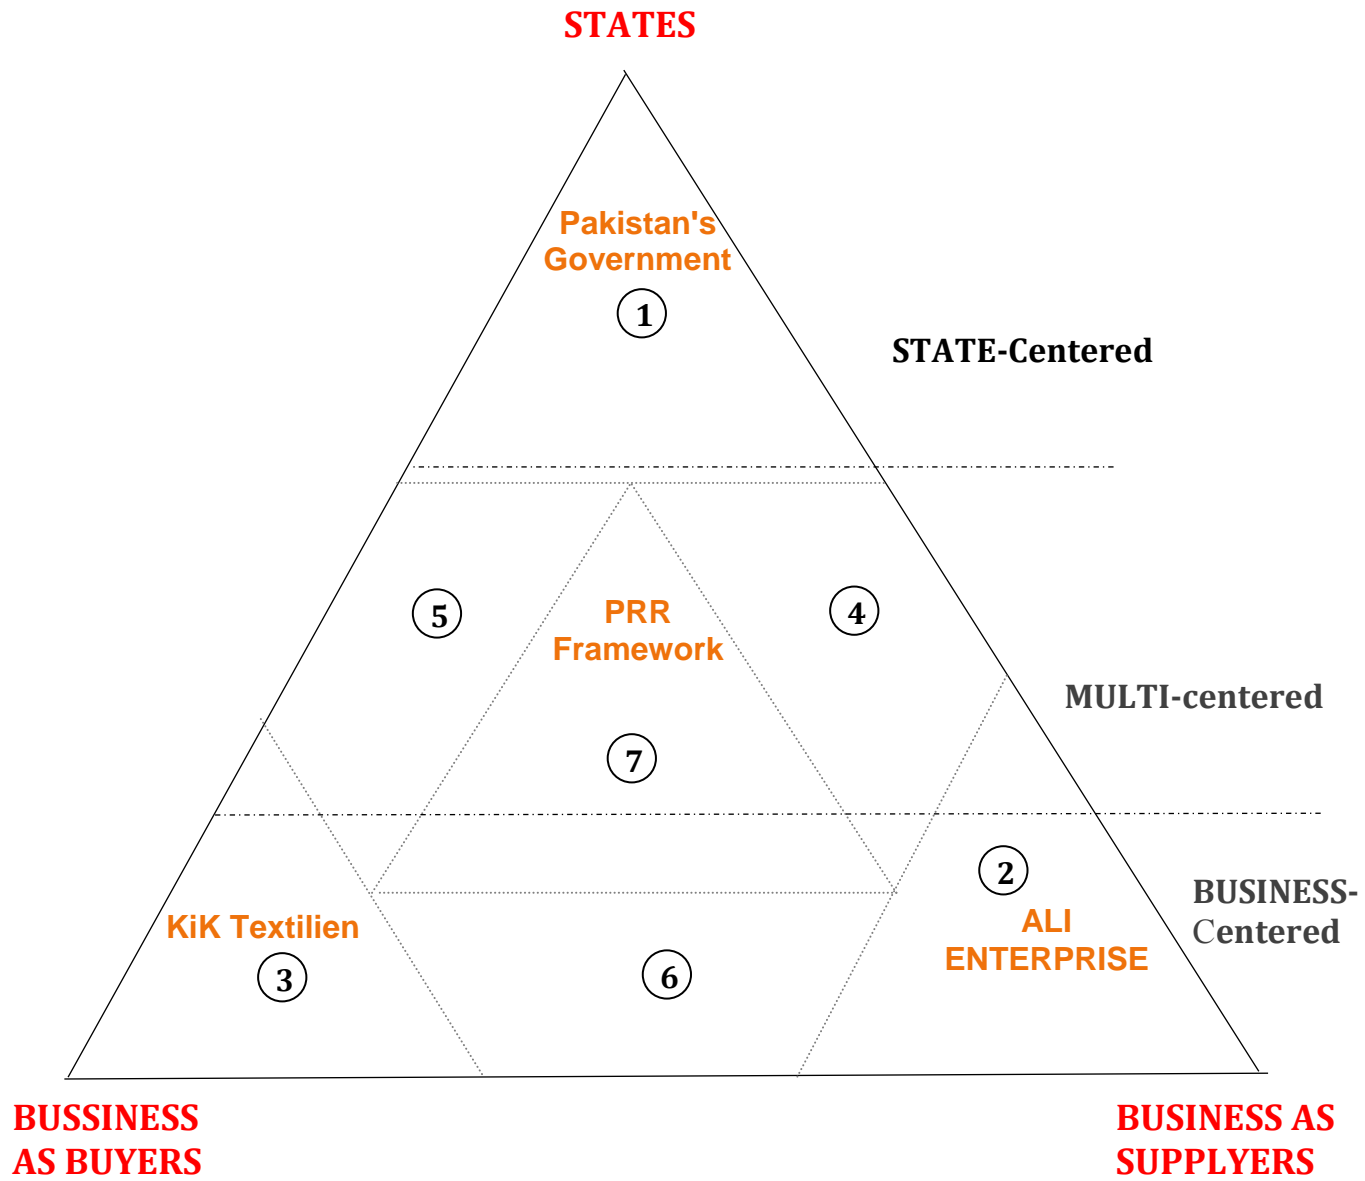 STATES
Pakistan's
Government
1
STATE-Centered
5
PRR
Framework
4
MULTI-centered
7
2
BUSINESS-
Centered
KiK Textilien
3
ALI
ENTERPRISE
6
BUSSINESS
AS BUYERS
BUSINESS AS
SUPPLYERS